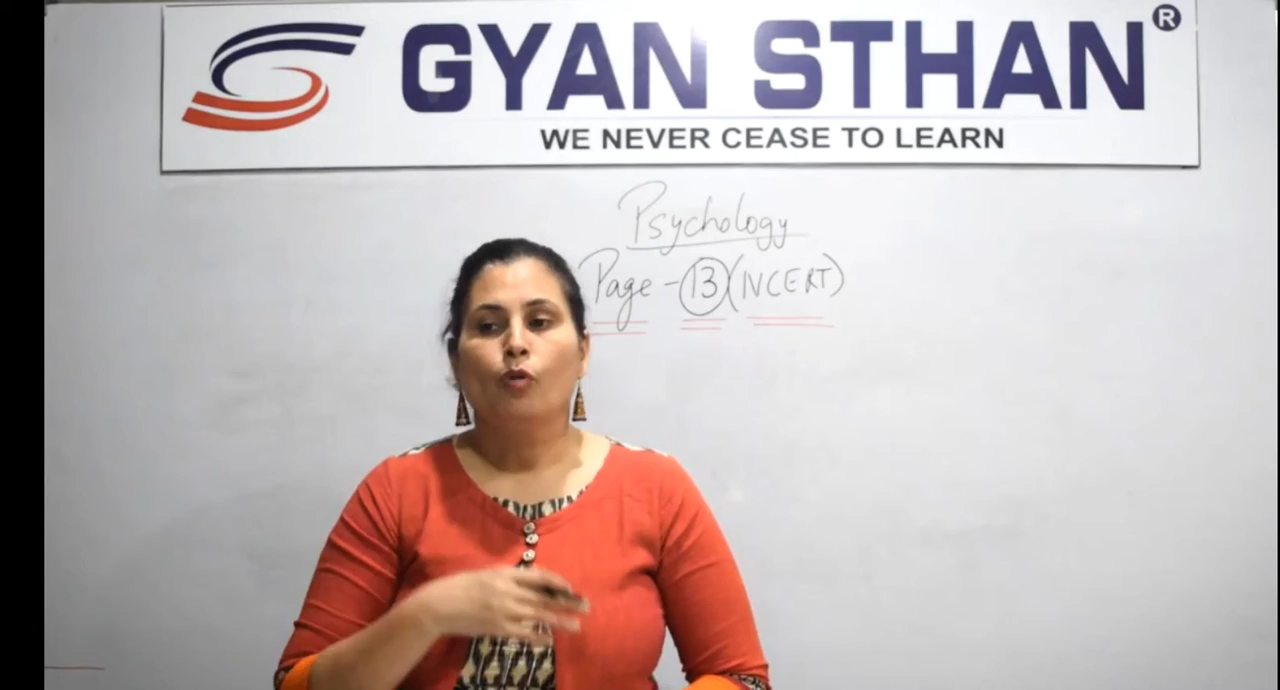 GYAN STHAN ®
WE NEVER CEASE TO LEARN
Psychology
Page - 13 (NCERT)